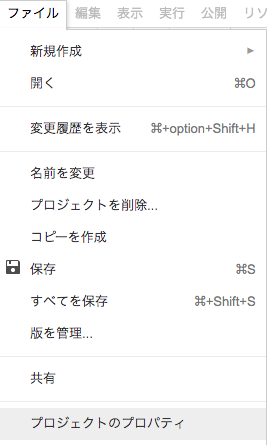 ファイル 編集 表示 実行 公開 リソ
新規作成 ►
開く ⌘O
変更履歴を表示 ⌘+option+Shift+H
名前を変更
プロジェクトを削除...
コピーを作成
保存 ⌘S
すべてを保存 ⌘+Shift+S
版を管理...
共有
プロジェクトのプロパティ